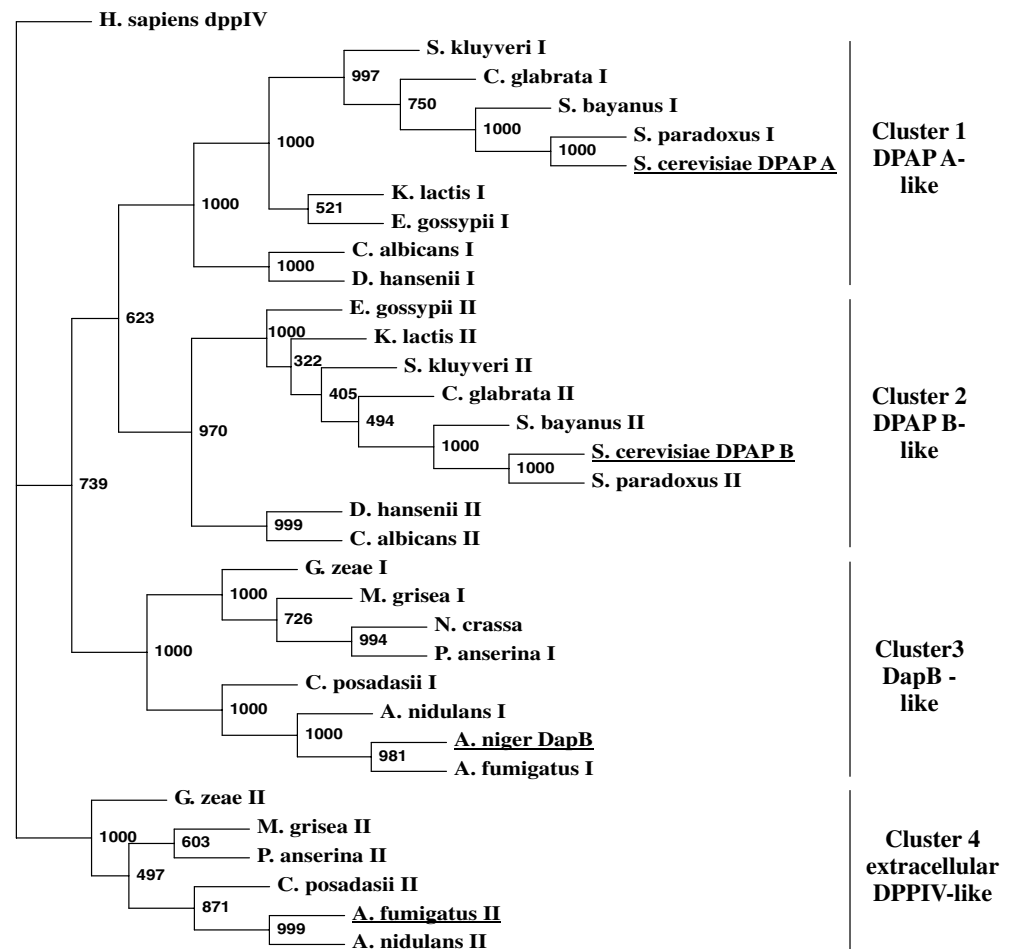 H. sapiens dppIV
S. kluyveri I
997
C. glabrata I
750
S. bayanus I
1000
S. paradoxus I
1000
S. cerevisiae DPAP A
1000
K. lactis I
521
E. gossypii I
1000
C. albicans I
1000
D. hansenii I
Cluster 1
DPAP A-
like
623
E. gossypii II
1000
K. lactis II
322
S. kluyveri II
405
C. glabrata II
494
S. bayanus II
1000
S. cerevisiae DPAP B
1000
S. paradoxus II
970
D. hansenii II
999
C. albicans II
Cluster 2
DPAP B-
like
739
G. zeae I
1000
M. grisea I
726
N. crassa
994
P. anserina I
1000
C. posadasii I
1000
A. nidulans I
1000
A. niger DapB
981
A. fumigatus I
Cluster3
DapB -
like
G. zeae II
1000
M. grisea II
603
P. anserina II
497
C. posadasii II
871
A. fumigatus II
999
A. nidulans II
Cluster 4
extracellular
DPPIV-like